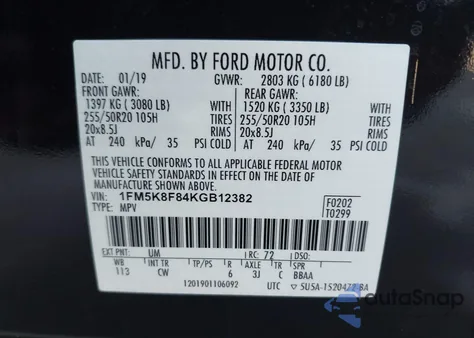 MFD. BY FORD MOTOR CO.
DATE: 01/19 GVWR: 2803 KG ( 6180 LB)
FRONT GAWR: REAR GAWR:
1397 KG ( 3080 LB) WITH 1520 KG ( 3350 LB) WITH
255/50R20 105H TIRES 255/50R20 105H TIRES
20x8.5J RIMS 20x8.5J RIMS
AT 240 kPa/ 35 PSI COLD AT 240 kPa/ 35 PSI COLD
THIS VEHICLE CONFORMS TO ALL APPLICABLE FEDERAL MOTOR
VEHICLE SAFETY STANDARDS IN EFFECT ON THE DATE OF MANUFACTURE
SHOWN ABOVE.
VIN: 1FM5K8F84KGB12382 F0202
TYPE: MPV T0299
EXT PNT: UM RC: 72 DSO:
WB INT TR TP/PS R AXLE TR SPR
113 CW 6 3J C BBAA
1201901106092 UTC
AutoSnap